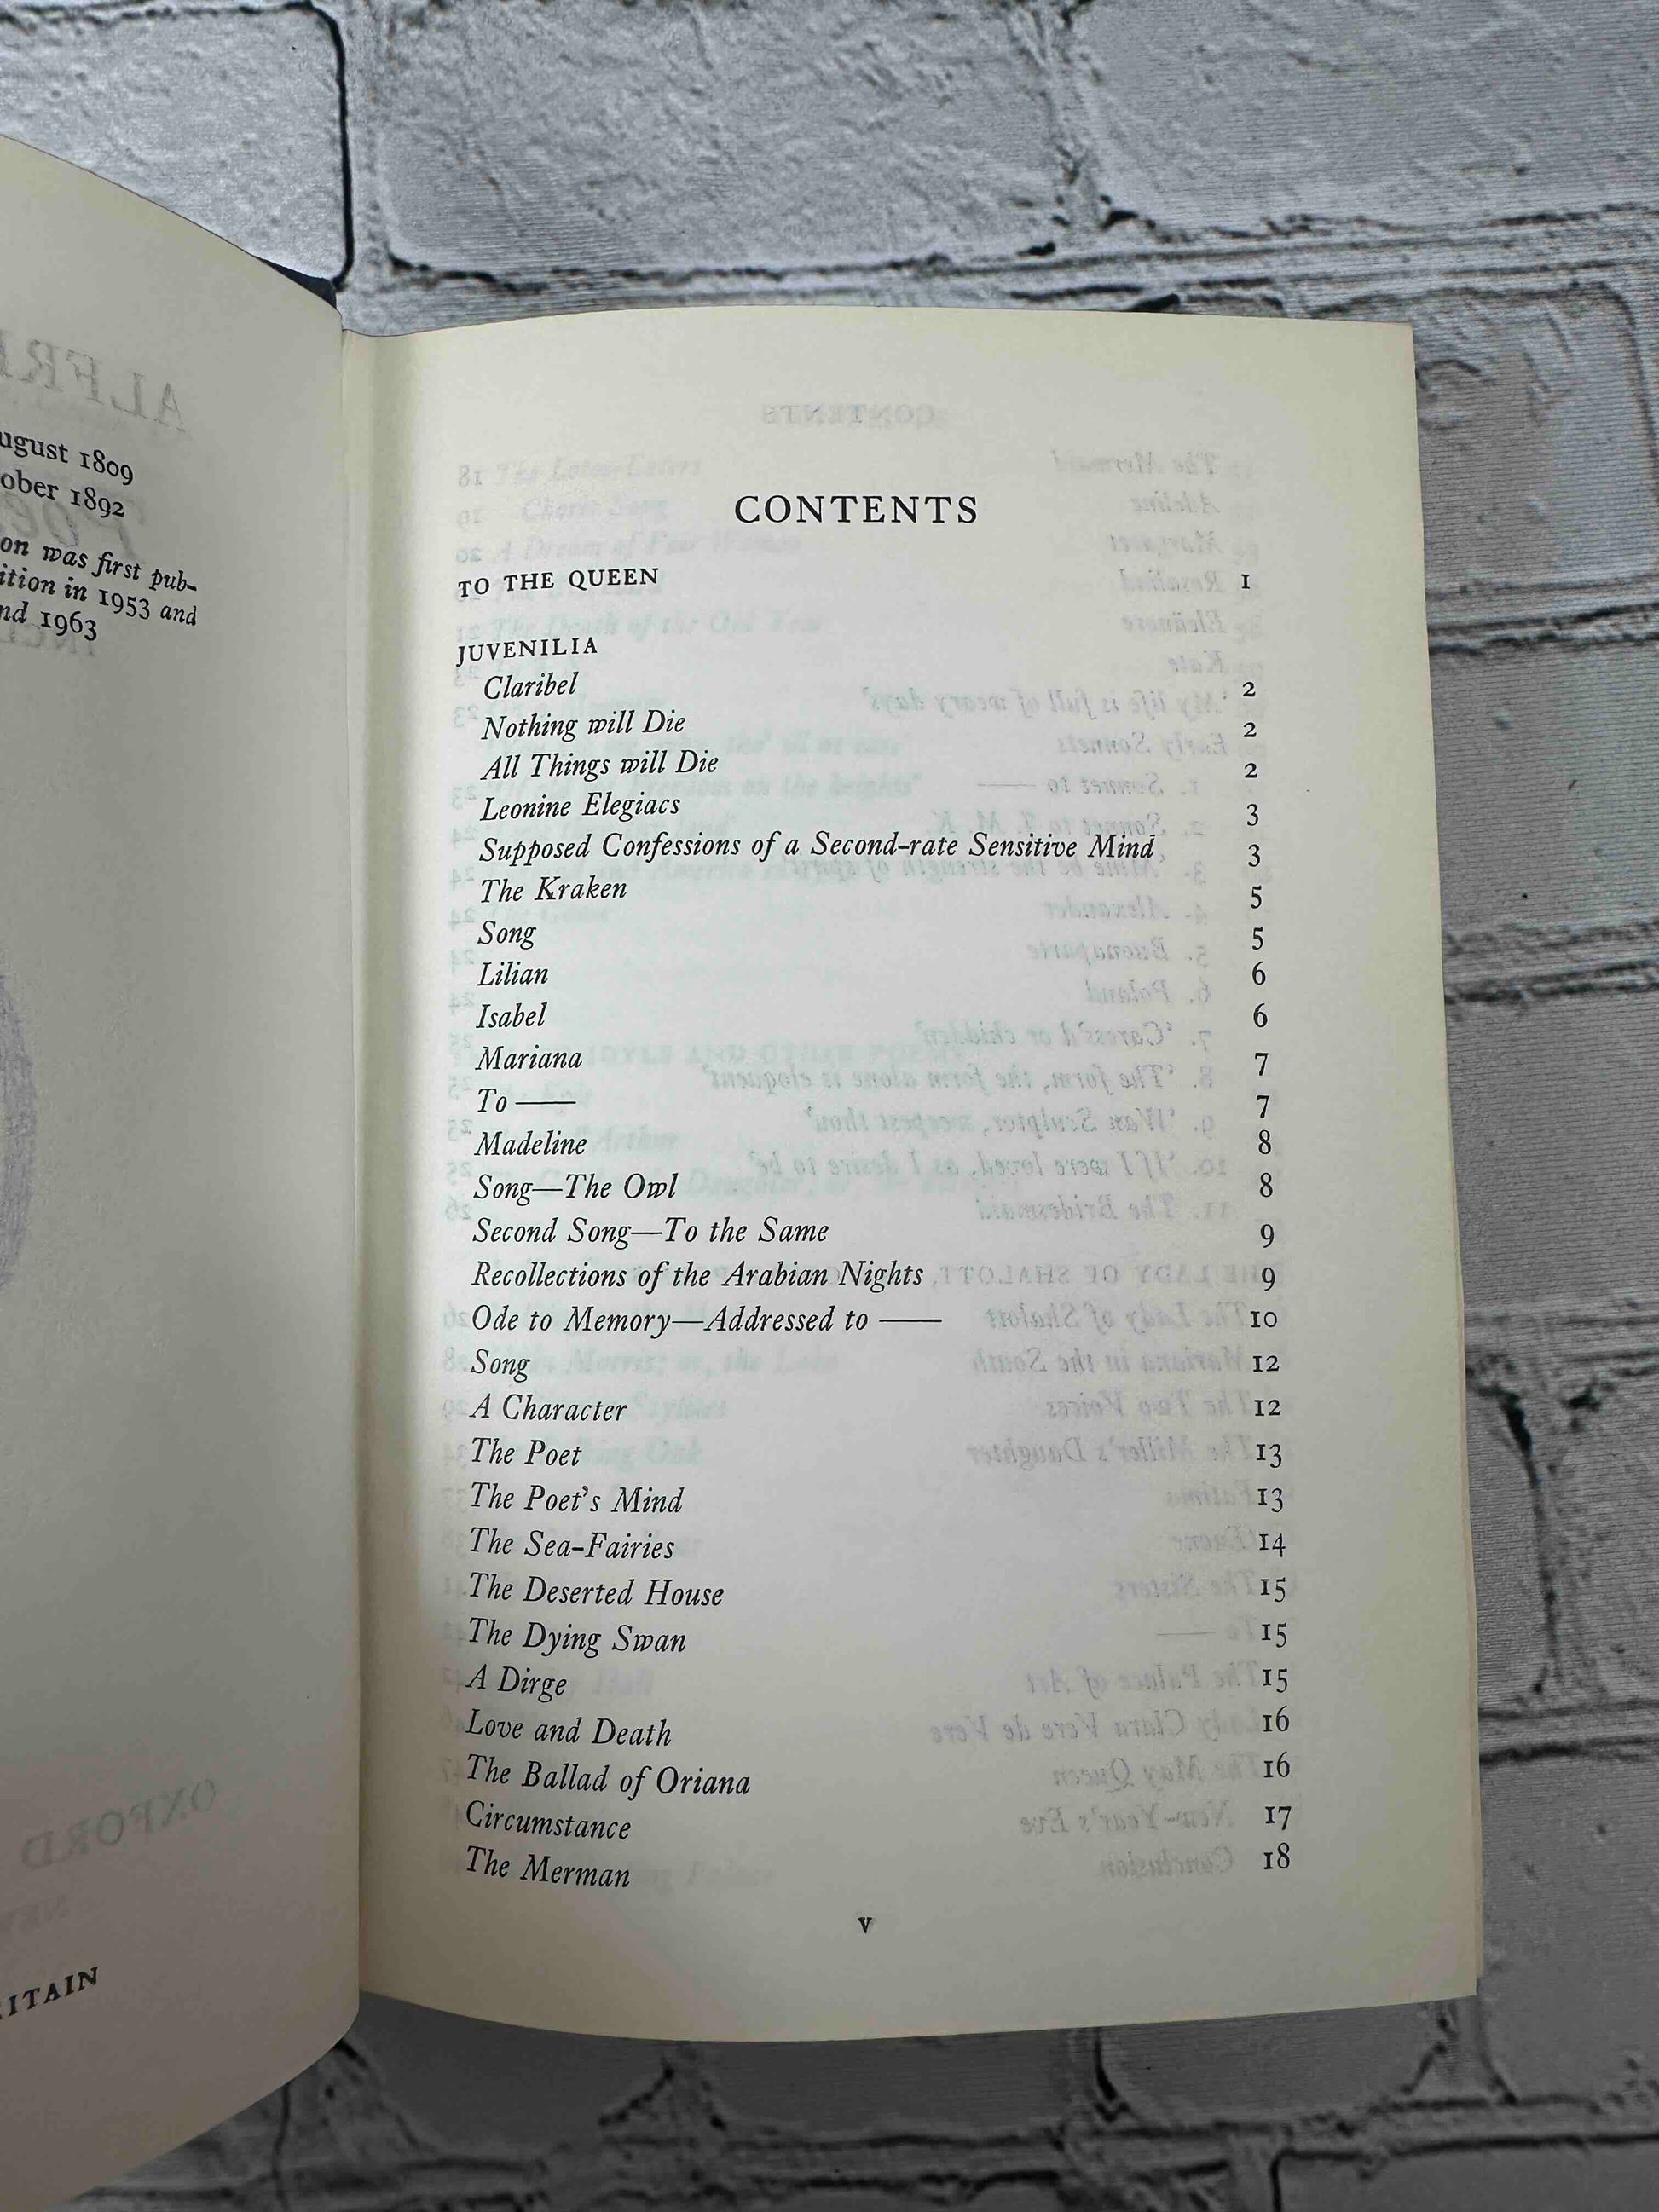 ugust 1809
ober 1892
on was first pub-
ition in 1953 and
nd 1963
ITAIN
CONTENTS
TO THE QUEEN 1
JUVENILIA
Claribel 2
Nothing will Die 2
All Things will Die 2
Leonine Elegiacs 3
Supposed Confessions of a Second-rate Sensitive Mind 3
The Kraken 5
Song 5
Lilian 6
Isabel 6
Mariana 7
To —— 7
Madeline 8
Song—The Owl 8
Second Song—To the Same 9
Recollections of the Arabian Nights 9
Ode to Memory—Addressed to —— 10
Song 12
A Character 12
The Poet 13
The Poet's Mind 13
The Sea-Fairies 14
The Deserted House 15
The Dying Swan 15
A Dirge 15
Love and Death 16
The Ballad of Oriana 16
Circumstance 17
The Merman 18
v